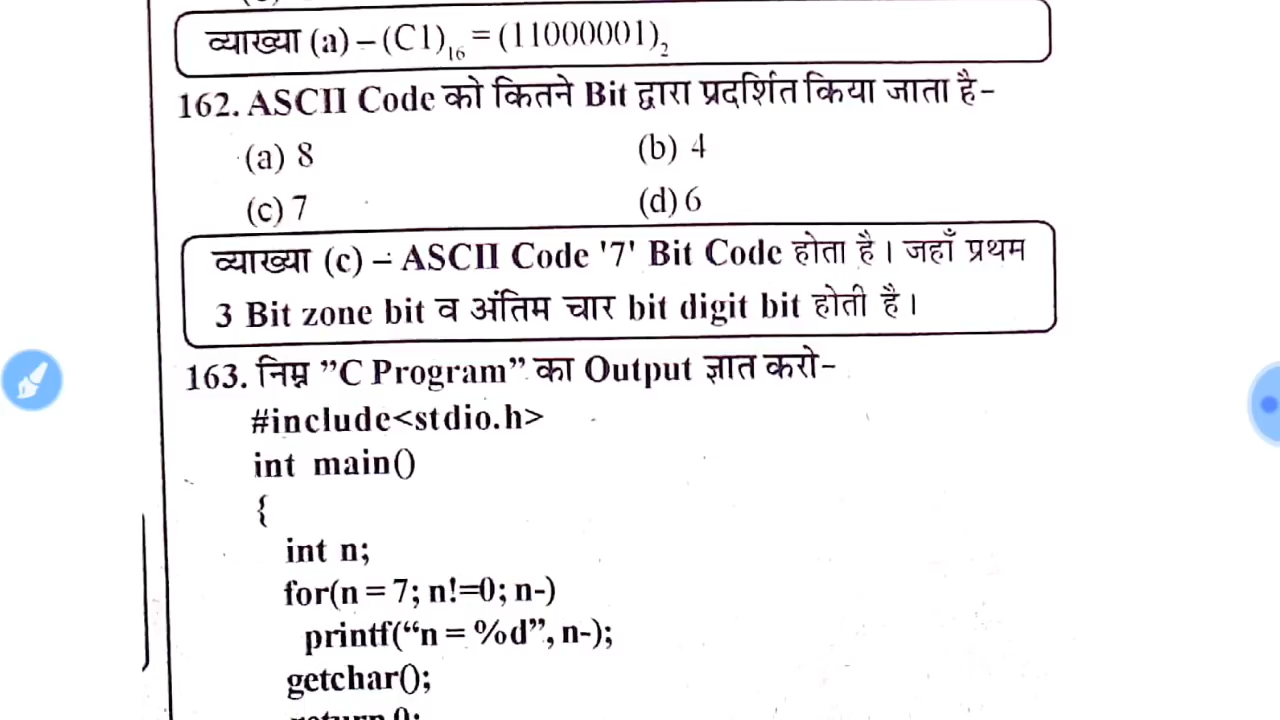 व्याख्या (a) – (C1)₁₆ = (11000001)₂
162. ASCII Code को कितने Bit द्वारा प्रदर्शित किया जाता है–
(a) 8 (b) 4
(c) 7 (d) 6
व्याख्या (c) – ASCII Code '7' Bit Code होता है। जहाँ प्रथम
3 Bit zone bit व अंतिम चार bit digit bit होती है।
163. निम्न ”C Program” का Output ज्ञात करो–
#include<stdio.h>
int main()
{
int n;
for(n = 7; n!=0; n-)
printf(“n = %d”, n-);
getchar();
return 0;